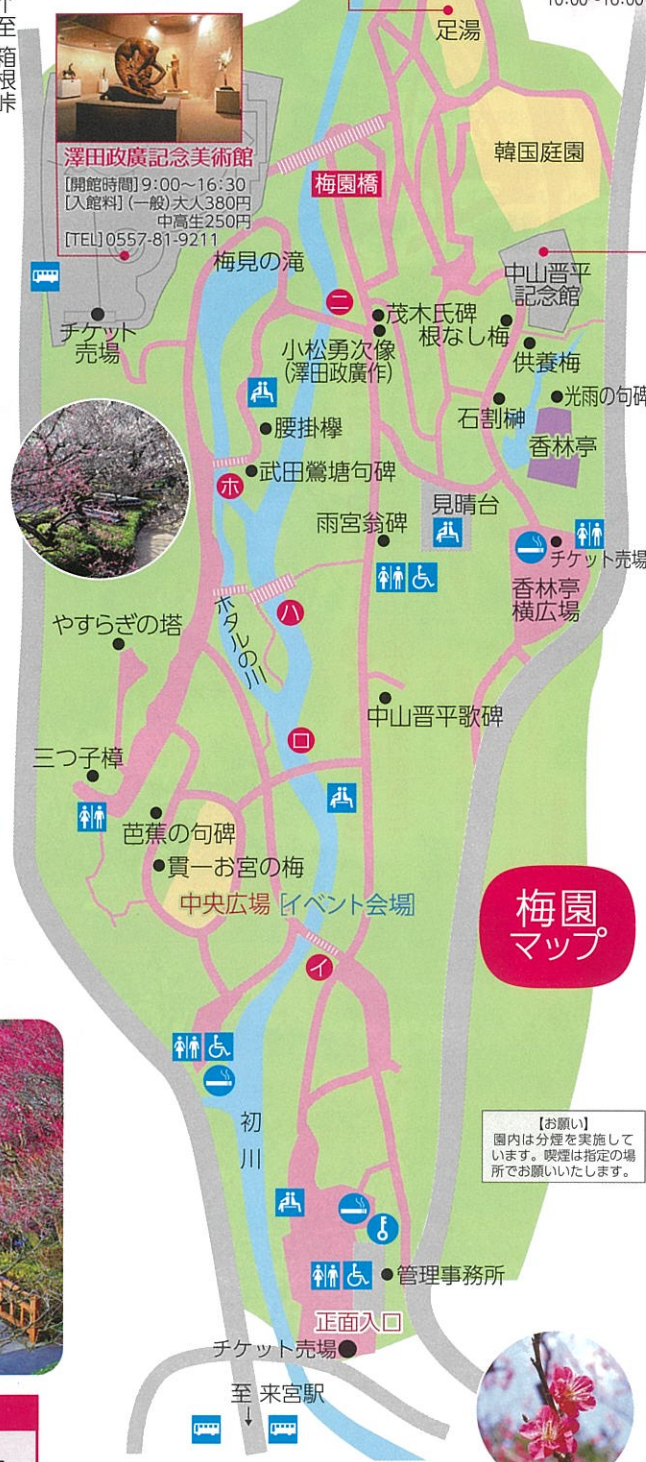 至 箱根峠
10:00~16:00
足湯
韓国庭園
澤田政廣記念美術館
[開館時間]9:00〜16:30
[入館料](一般)大人380円
中高生250円
[TEL]0557-81-9211
梅園橋
梅見の滝
中山晋平
記念館
チケット
売場
ニ
茂木氏碑
根なし梅
小松勇次像
(澤田政廣作)
供養梅
光雨の句碑
石割榊
香林亭
腰掛欅
武田鶯塘句碑
ホ
見晴台
雨宮翁碑
チケット売場
香林亭
横広場
ハ
ホタルの川
やすらぎの塔
中山晋平歌碑
ロ
三つ子樟
芭蕉の句碑
貫一お宮の梅
中央広場 [イベント会場]
梅園
マップ
イ
初川
【お願い】
園内は分煙を実施して
います。喫煙は指定の場
所でお願いいたします。
管理事務所
正面入口
チケット売場
至 来宮駅